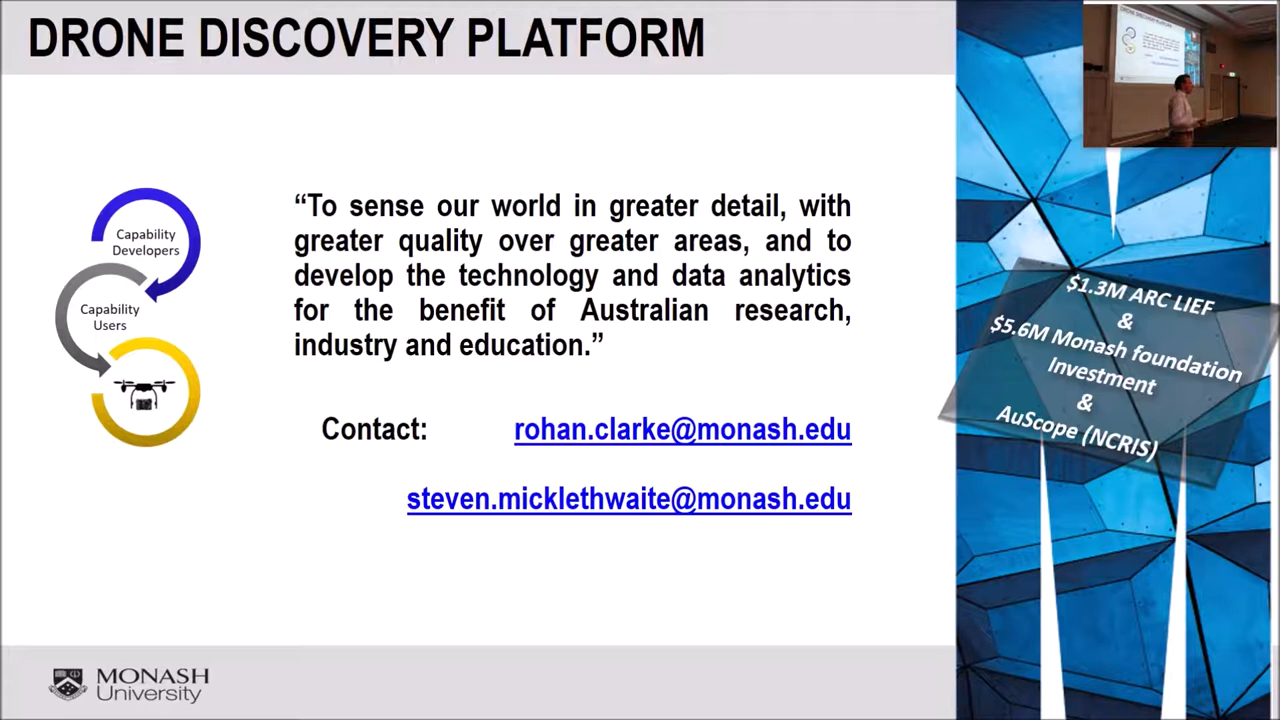 DRONE DISCOVERY PLATFORM
Capability
Developers
Capability
Users
“To sense our world in greater detail, with
greater quality over greater areas, and to
develop the technology and data analytics
for the benefit of Australian research,
industry and education.”
Contact: rohan.clarke@monash.edu
steven.micklethwaite@monash.edu
$1.3M ARC LIEF
&
$5.6M Monash foundation
Investment
&
AuScope (NCRIS)
MONASH
University